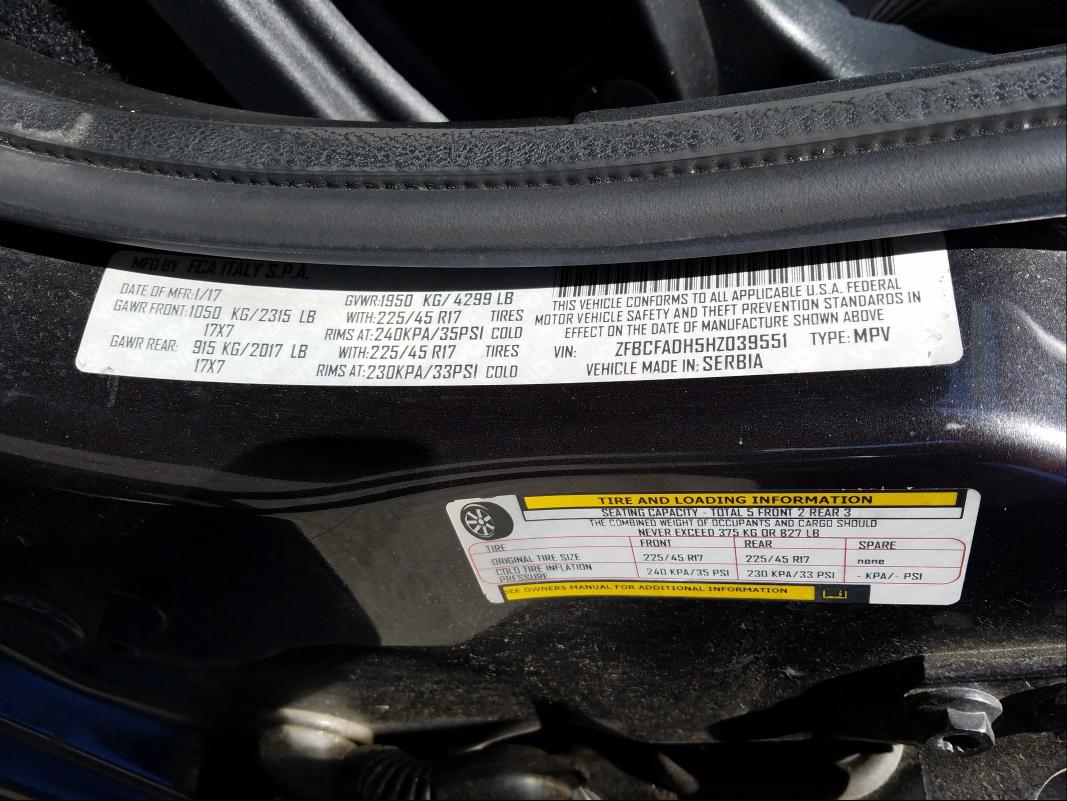 MFD BY FCA ITALY S.P.A.
DATE OF MFR:1/17 GVWR:1950 KG/ 4299 LB
GAWR FRONT:1050 KG/2315 LB WITH:225/45 R17 TIRES
17X7 RIMS AT:240KPA/35PSI COLD
GAWR REAR: 915 KG/2017 LB WITH:225/45 R17 TIRES
17X7 RIMS AT:230KPA/33PSI COLD
THIS VEHICLE CONFORMS TO ALL APPLICABLE U.S.A. FEDERAL
MOTOR VEHICLE SAFETY AND THEFT PREVENTION STANDARDS IN
EFFECT ON THE DATE OF MANUFACTURE SHOWN ABOVE
VIN: ZFBCFADH5HZ039551 TYPE: MPV
VEHICLE MADE IN: SERBIA
TIRE AND LOADING INFORMATION
SEATING CAPACITY - TOTAL 5 FRONT 2 REAR 3
THE COMBINED WEIGHT OF OCCUPANTS AND CARGO SHOULD
NEVER EXCEED 375 KG OR 827 LB
TIRE FRONT REAR SPARE
ORIGINAL TIRE SIZE 225/45 R17 225/45 R17 none
COLD TIRE INFLATION
PRESSURE 240 KPA/35 PSI 230 KPA/33 PSI - KPA/- PSI
SEE OWNERS MANUAL FOR ADDITIONAL INFORMATION